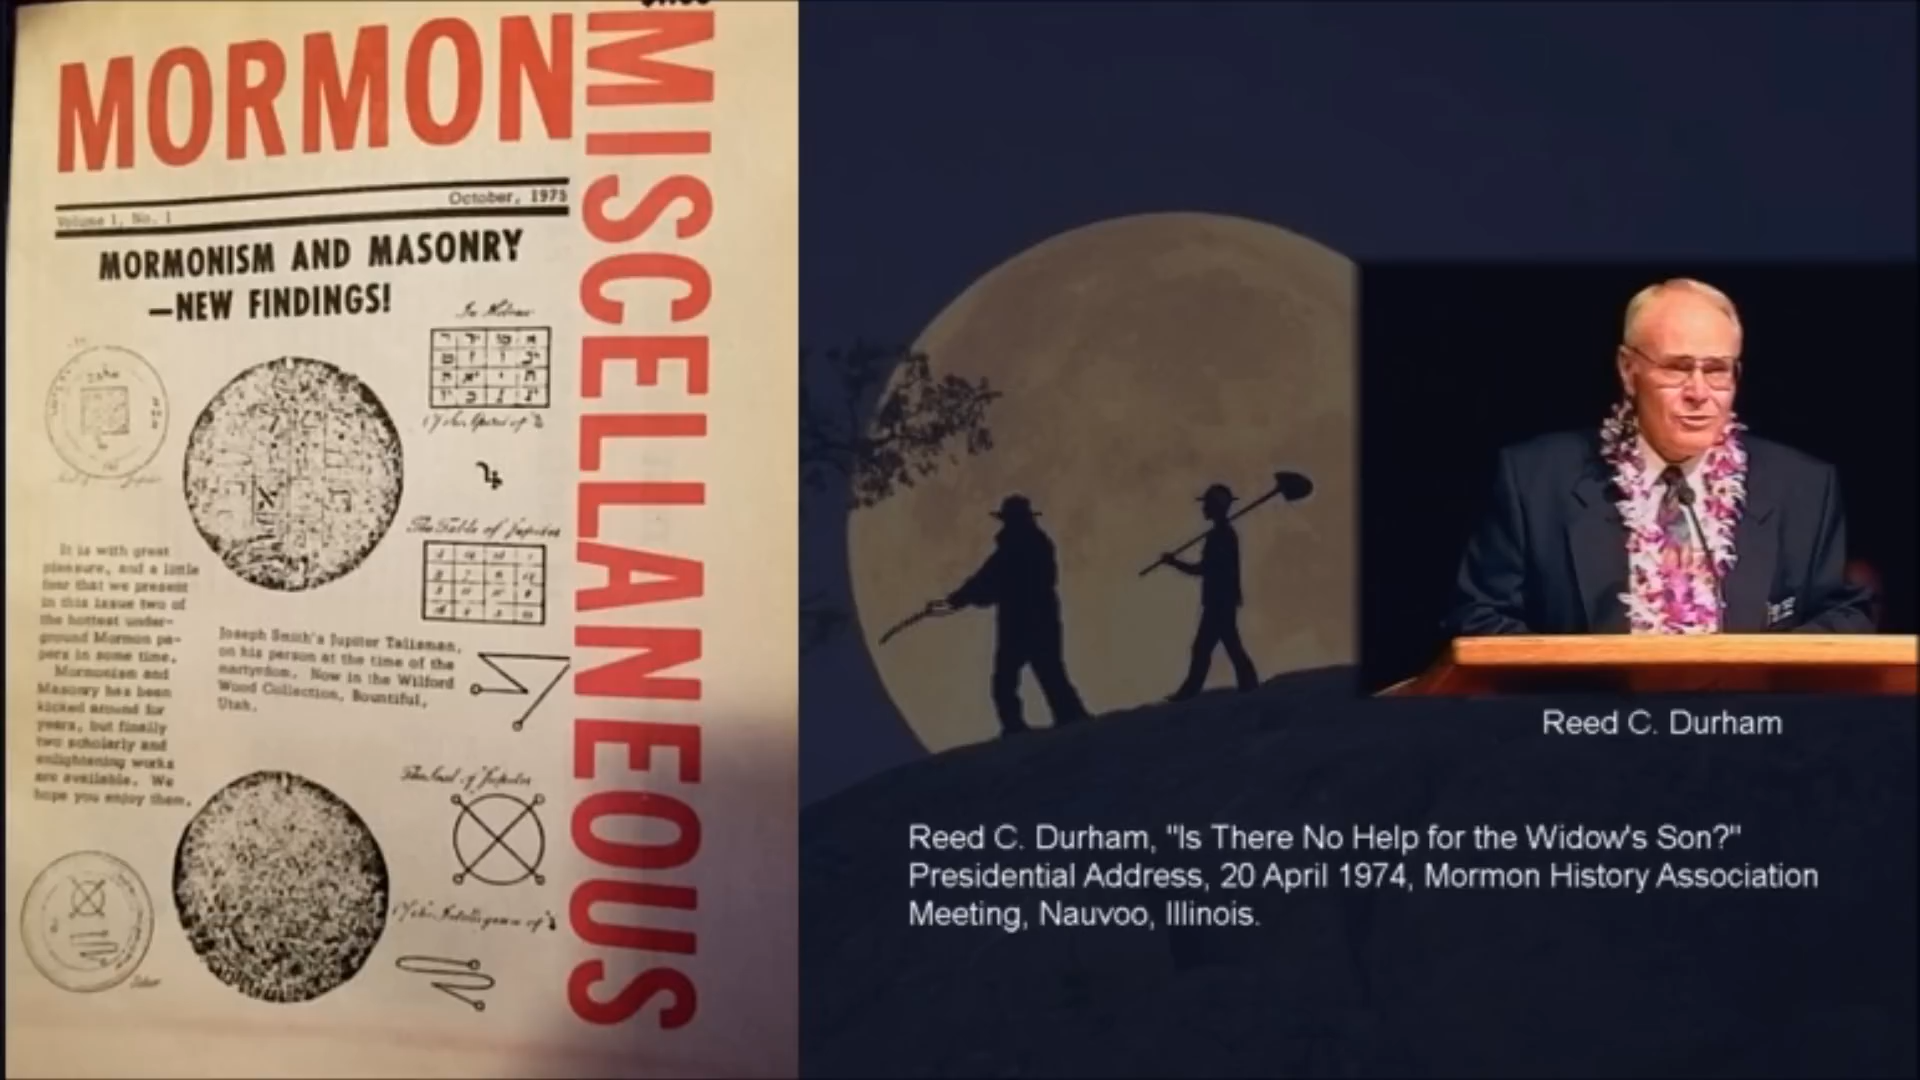 MORMON
MISCELLANEOUS
Volume 1, No. 1
October, 1975
MORMONISM AND MASONRY
—NEW FINDINGS!
In Hebrew
It is with great
pleasure, and a little
fear that we present
in this issue two of
the hottest under-
ground Mormon pa-
pers in some time.
Mormonism and
Masonry has been
kicked around for
years, but finally
two scholarly and
enlightening works
are available. We
hope you enjoy them.
The Table of Jupiter
Joseph Smith's Jupiter Talisman,
on his person at the time of the
martyrdom. Now in the Wilford
Wood Collection, Bountiful,
Utah.
The Seal of Jupiter
Reed C. Durham
Reed C. Durham, "Is There No Help for the Widow's Son?"
Presidential Address, 20 April 1974, Mormon History Association
Meeting, Nauvoo, Illinois.